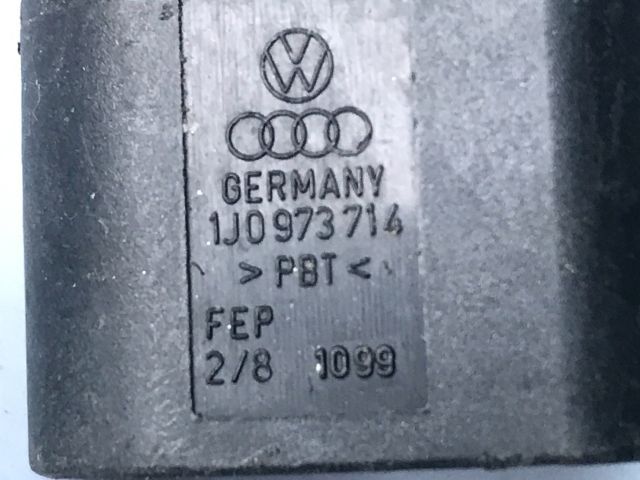 GERMANY
1J0 973 714
> PBT <
FEP
2/8 1099